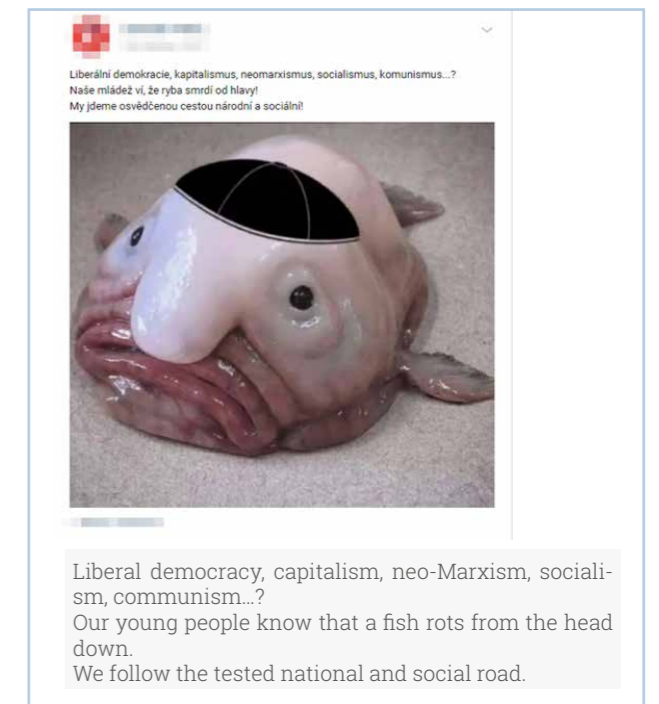 Liberální demokracie, kapitalismus, neomarxismus, socialismus, komunismus...?
Naše mládež ví, že ryba smrdí od hlavy!
My jdeme osvědčenou cestou národní a sociální!
Liberal democracy, capitalism, neo-Marxism, sociali-
sm, communism...?
Our young people know that a fish rots from the head
down.
We follow the tested national and social road.